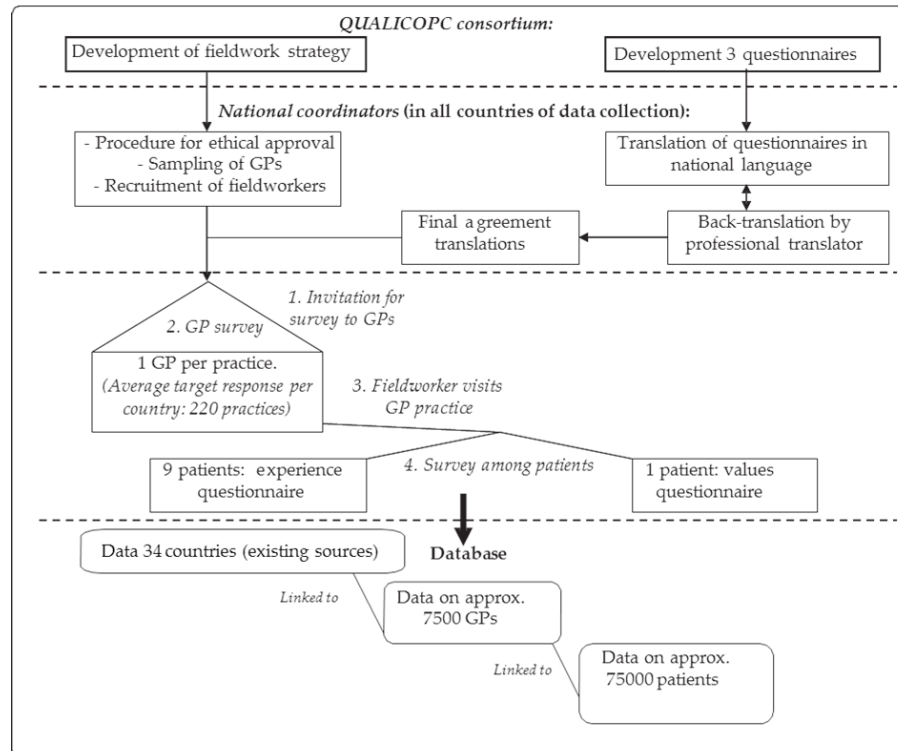 QUALICOPC consortium:
Development of fieldwork strategy
Development 3 questionnaires
National coordinators (in all countries of data collection):
- Procedure for ethical approval
- Sampling of GPs
- Recruitment of fieldworkers
Translation of questionnaires in
national language
Final agreement
translations
Back-translation by
professional translator
1. Invitation for
survey to GPs
2. GP survey
1 GP per practice.
(Average target response per
country: 220 practices)
3. Fieldworker visits
GP practice
9 patients: experience
questionnaire
4. Survey among patients
1 patient: values
questionnaire
Data 34 countries (existing sources)
Database
Linked to
Data on approx.
7500 GPs
Linked to
Data on approx.
75000 patients